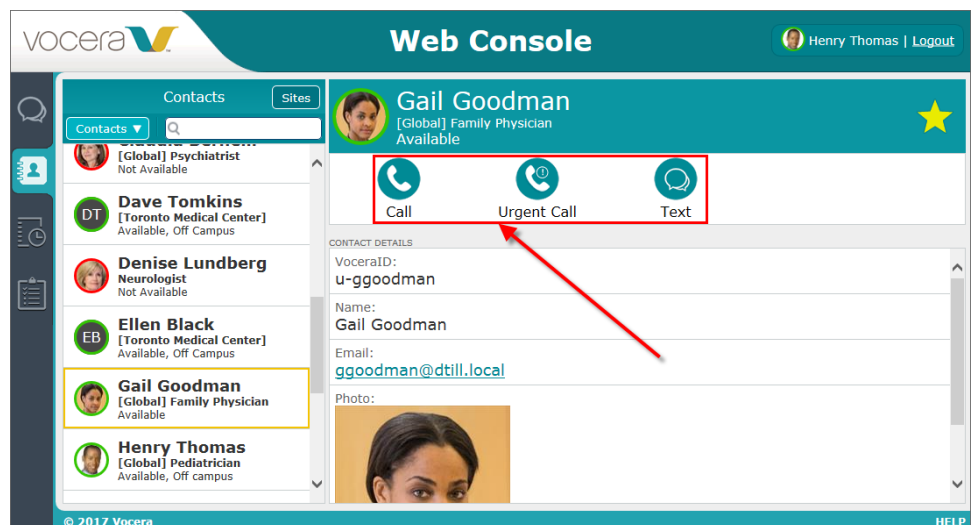 vocera
Web Console
Henry Thomas | Logout
Contacts
Sites
Contacts ▼
[Global] Psychiatrist
Not Available
DT
Dave Tomkins
[Toronto Medical Center]
Available, Off Campus
Denise Lundberg
Neurologist
Not Available
EB
Ellen Black
[Toronto Medical Center]
Available, Off Campus
Gail Goodman
[Global] Family Physician
Available
Henry Thomas
[Global] Pediatrician
Available, Off campus
Gail Goodman
[Global] Family Physician
Available
Call
Urgent Call
Text
CONTACT DETAILS
VoceraID:
u-ggoodman
Name:
Gail Goodman
Email:
ggoodman@dtill.local
Photo:
© 2017 Vocera
HELP